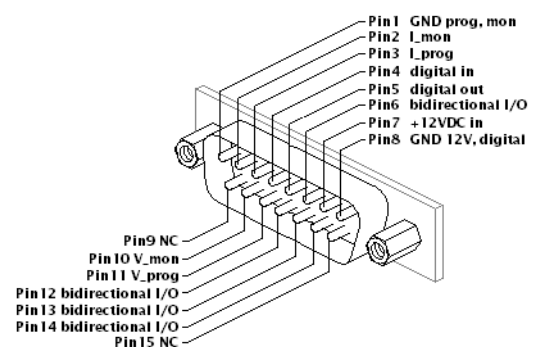 Pin1 GND prog, mon
Pin2 I_mon
Pin3 I_prog
Pin4 digital in
Pin5 digital out
Pin6 bidirectional I/O
Pin7 +12VDC in
Pin8 GND 12V, digital
Pin9 NC
Pin10 V_mon
Pin11 V_prog
Pin12 bidirectional I/O
Pin13 bidirectional I/O
Pin14 bidirectional I/O
Pin15 NC